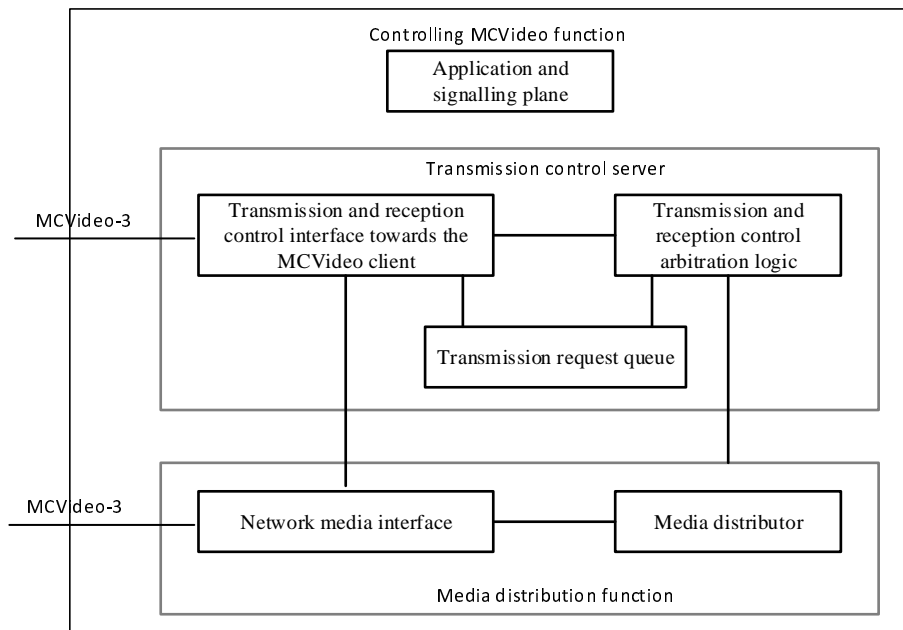 Controlling MCVideo function
Application and
signalling plane
Transmission control server
MCVideo-3
Transmission and reception
control interface towards the
MCVideo client
Transmission and
reception control
arbitration logic
Transmission request queue
MCVideo-3
Network media interface
Media distributor
Media distribution function